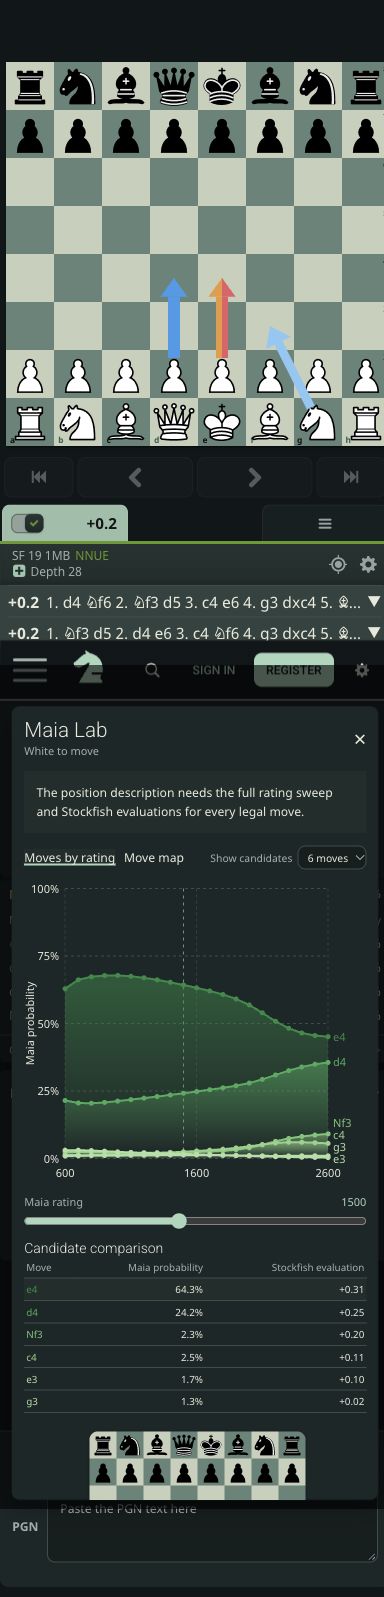 a b d e g h
+0.2
SF 19 1MB NNUE
Depth 28
+0.2 1. d4 ♘f6 2. ♘f3 d5 3. c4 e6 4. g3 dxc4 5. ♗...
+0.2 1. ♘f3 d5 2. d4 e6 3. c4 ♘f6 4. g3 dxc4 5. ♗...
SIGN IN REGISTER
Maia Lab
White to move
The position description needs the full rating sweep
and Stockfish evaluations for every legal move.
Moves by rating Move map Show candidates 6 moves
100%
75%
50%
25%
0%
Maia probability
e4
d4
Nf3
c4
g3
e3
600 1600 2600
Maia rating 1500
Candidate comparison
Move Maia probability Stockfish evaluation
e4 64.3% +0.31
d4 24.2% +0.25
Nf3 2.3% +0.20
c4 2.5% +0.11
e3 1.7% +0.10
g3 1.3% +0.02
Paste the PGN text here
PGN